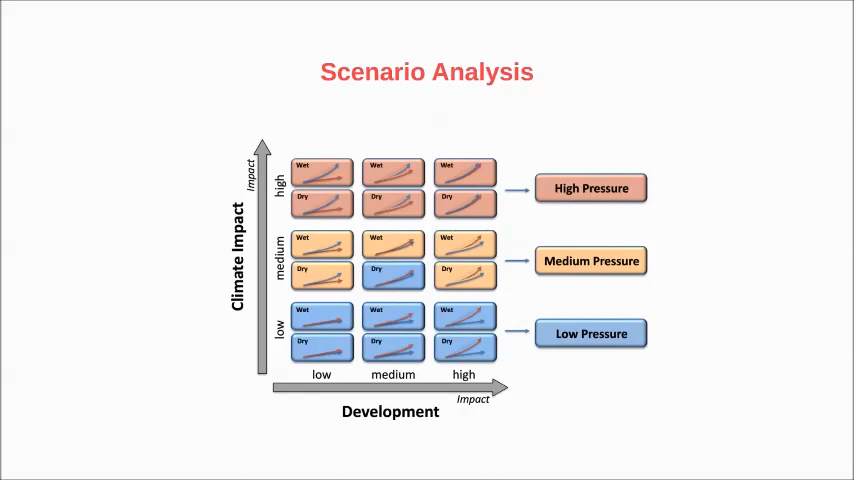 Scenario Analysis
Impact
Climate Impact
high
medium
low
Wet Wet Wet
Dry Dry Dry
High Pressure
Wet Wet Wet
Dry Dry Dry
Medium Pressure
Wet Wet Wet
Dry Dry Dry
Low Pressure
low medium high
Impact
Development